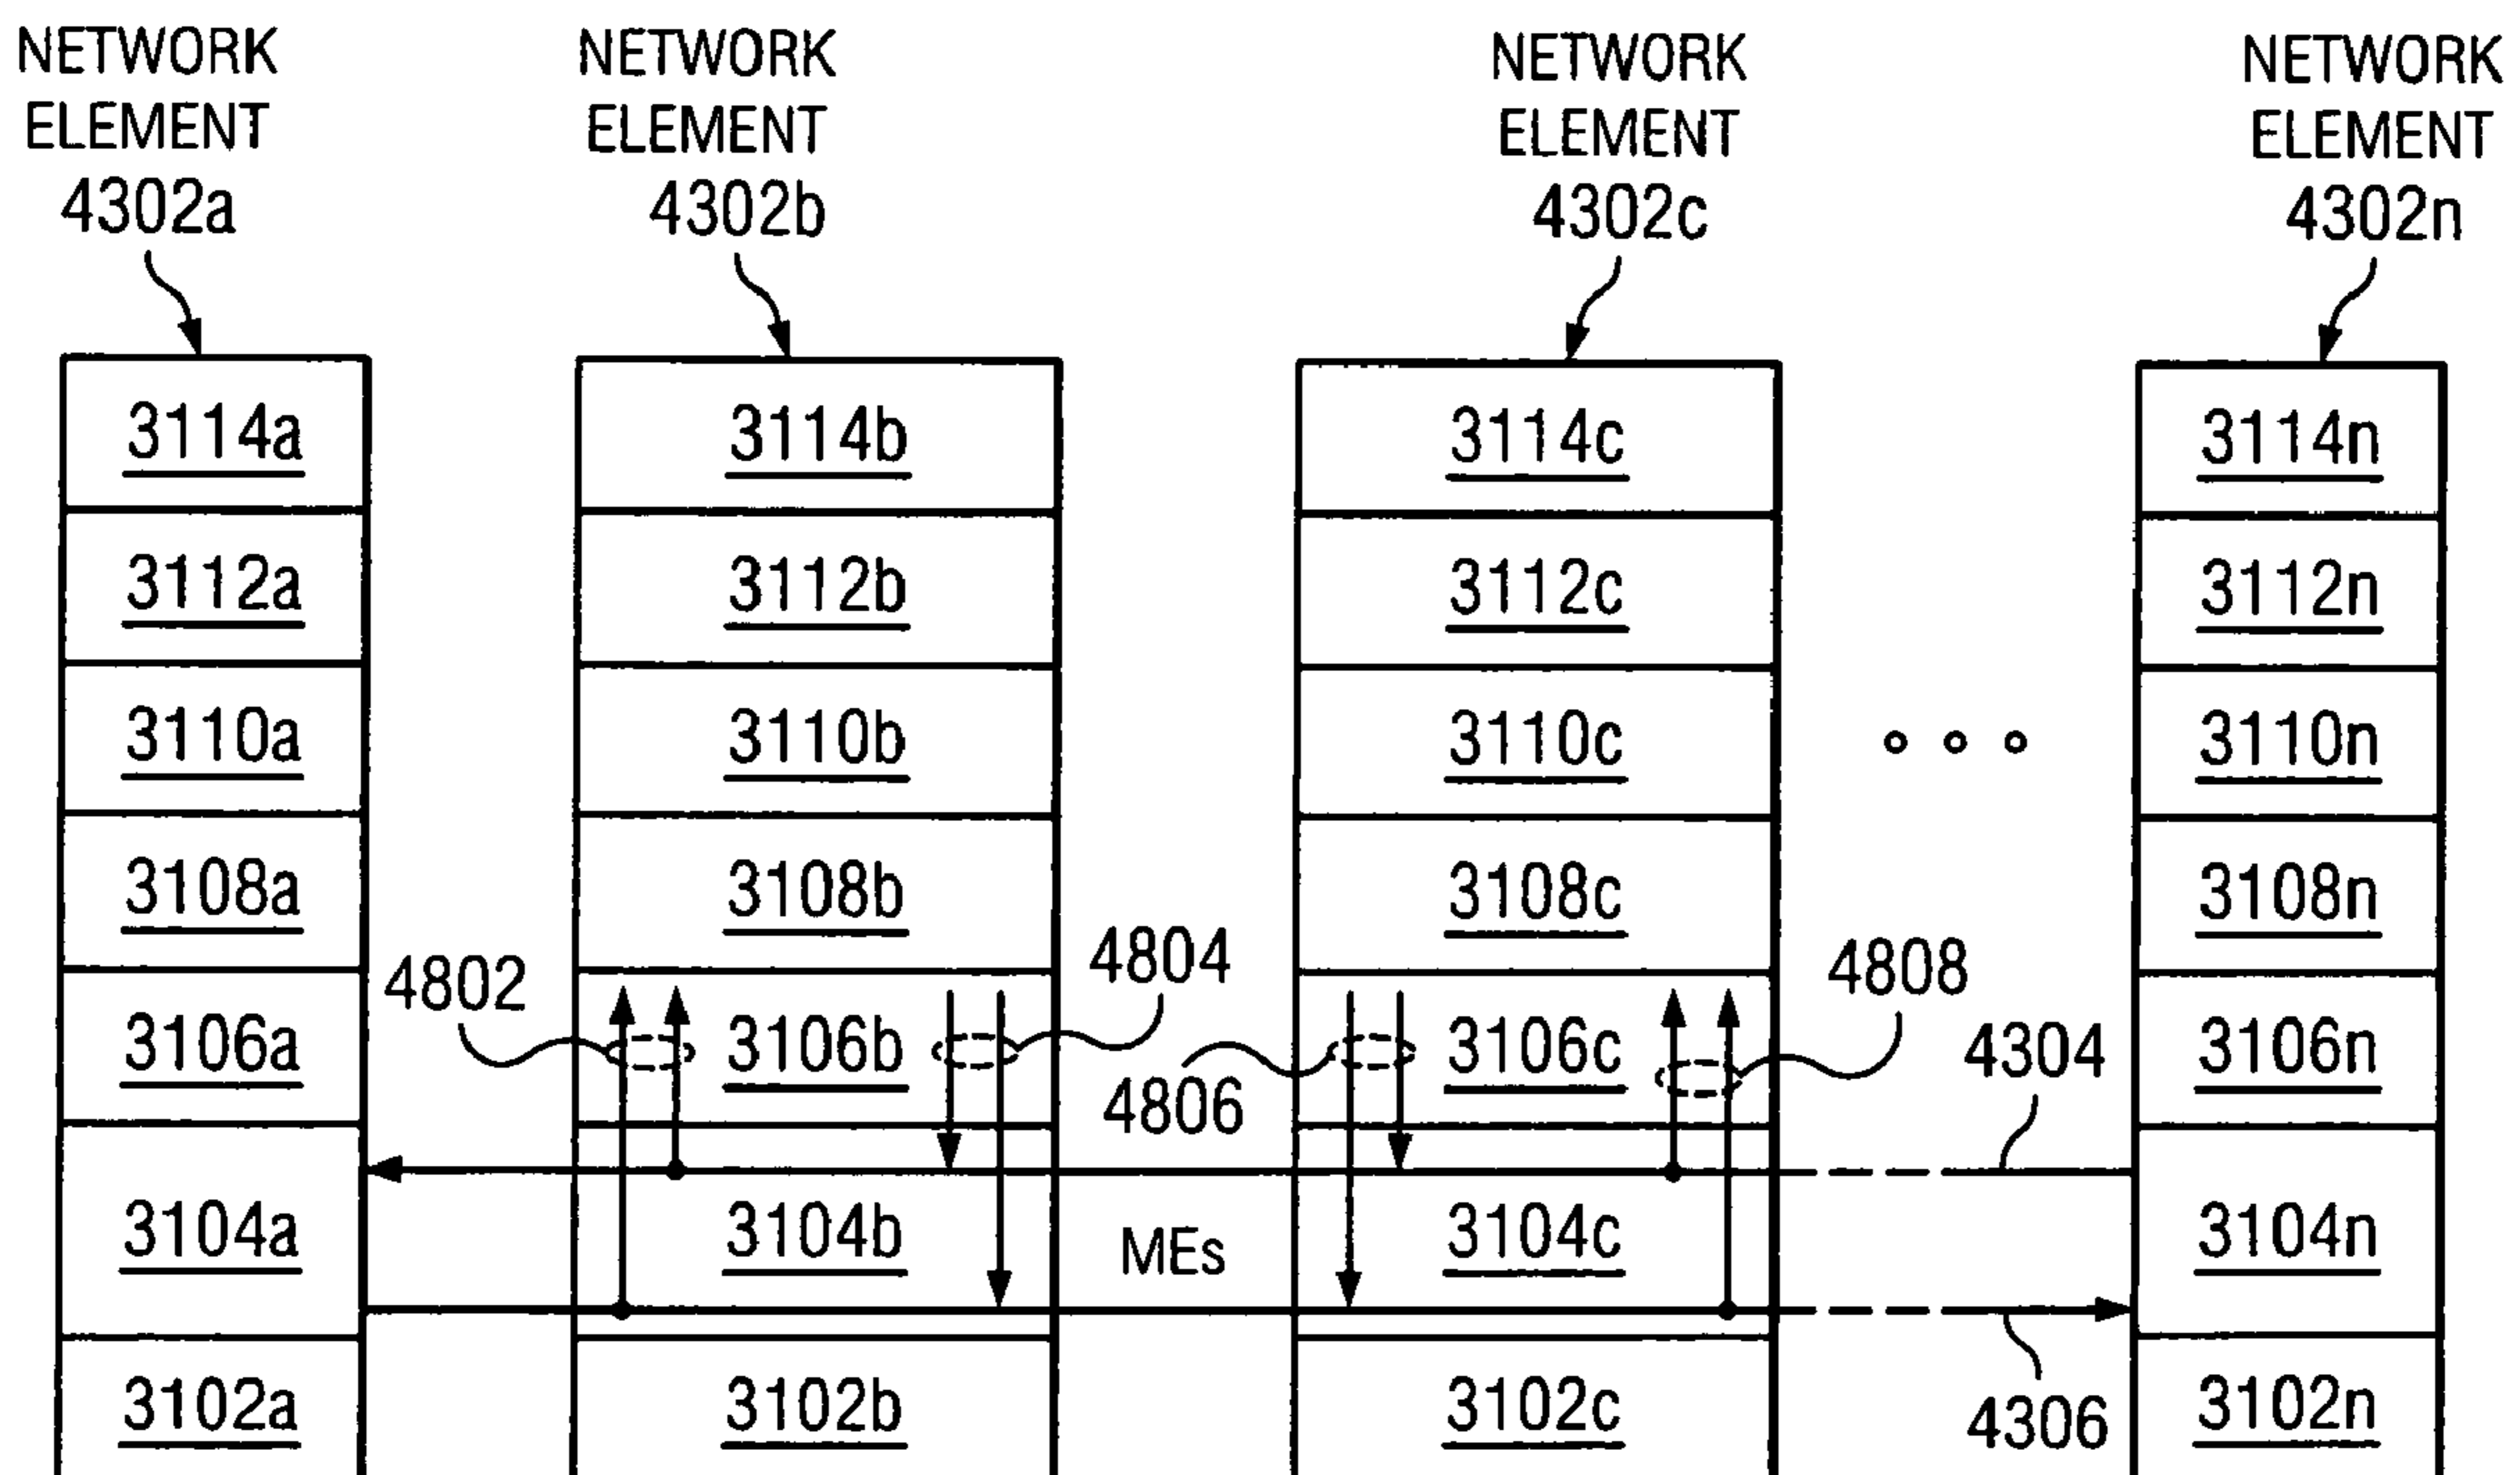 NETWORK
ELEMENT
4302a
NETWORK
ELEMENT
4302b
NETWORK
ELEMENT
4302c
NETWORK
ELEMENT
4302n
3114a
3114b
3114c
3114n
3112a
3112b
3112c
3112n
3110a
3110b
3110c
3110n
3108a
3108b
3108c
3108n
4802
4804
4808
3106a
3106b
4806
3106c
4304
3106n
3104a
3104b
MEs
3104c
3104n
3102a
3102b
3102c
4306
3102n